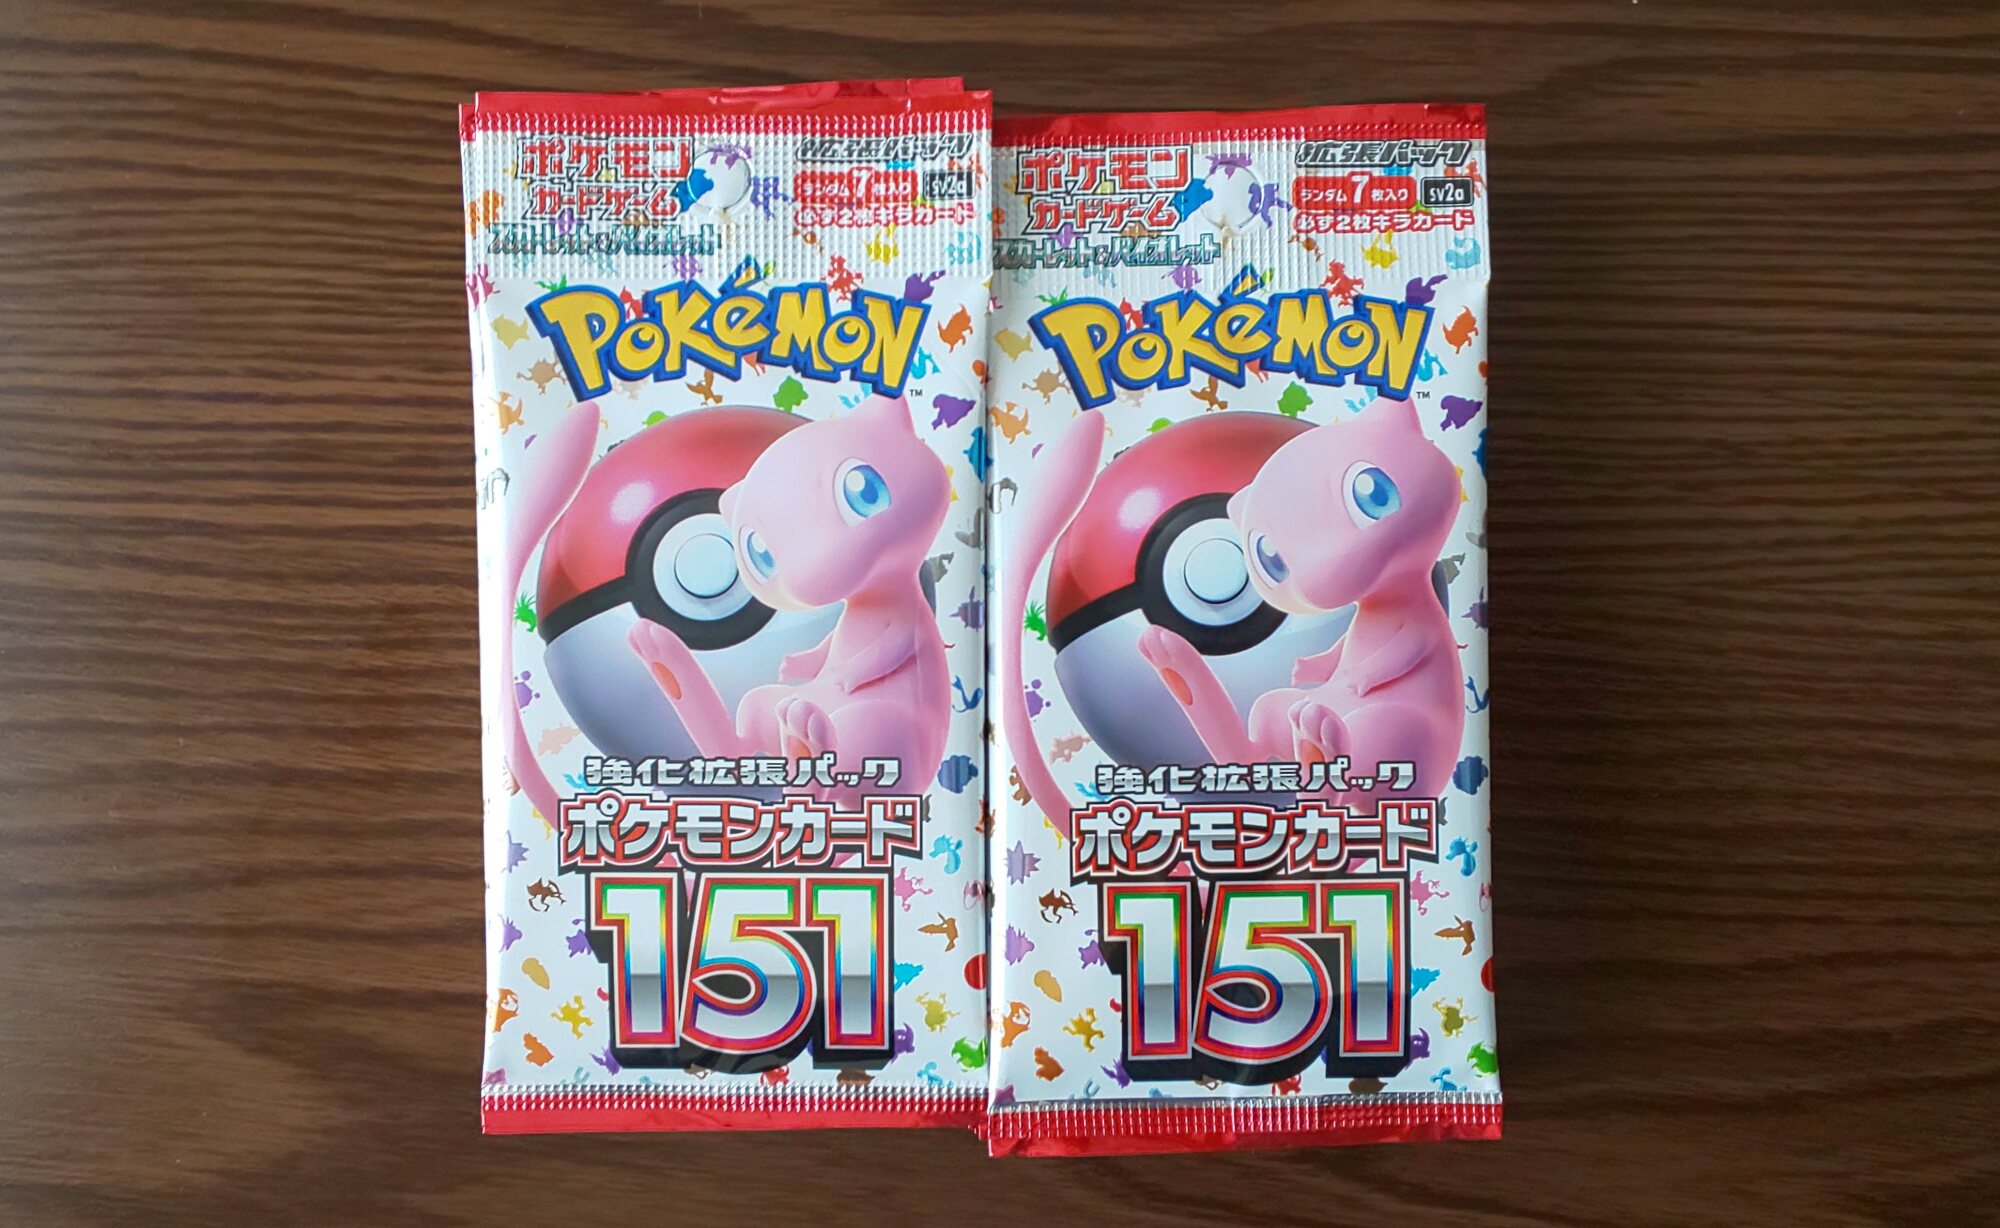 ポケモン
カードゲーム
スカーレット&バイオレット
拡張パック
ランダム7枚入り sv2a
必ず2枚キラカード
POKéMON
TM
強化拡張パック
ポケモンカード
151
ポケモン
カードゲーム
スカーレット&バイオレット
拡張パック
ランダム7枚入り sv2a
必ず2枚キラカード
POKéMON
TM
強化拡張パック
ポケモンカード
151